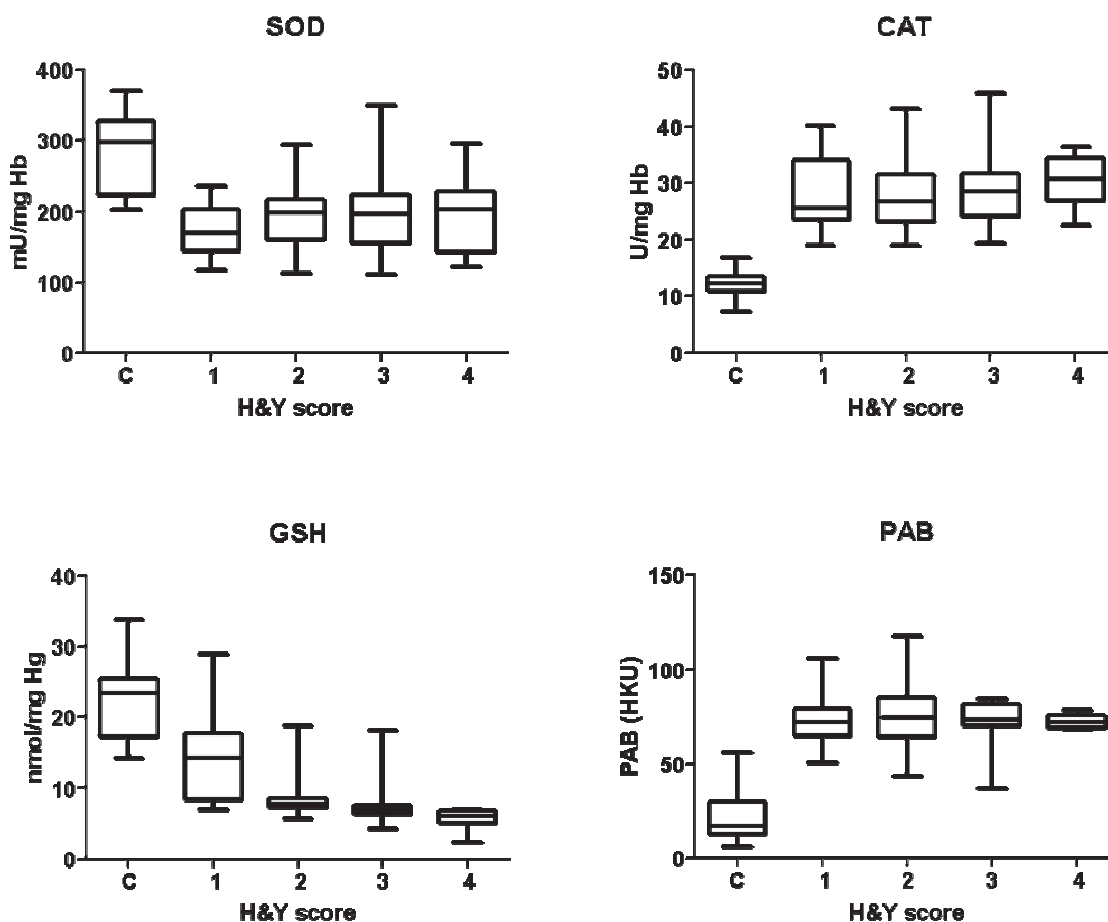 SOD
mU/mg Hb
400
300
200
100
0
C 1 2 3 4
H&Y score
CAT
U/mg Hb
50
40
30
20
10
0
C 1 2 3 4
H&Y score
GSH
nmol/mg Hg
40
30
20
10
0
C 1 2 3 4
H&Y score
PAB
PAB (HKU)
150
100
50
0
C 1 2 3 4
H&Y score